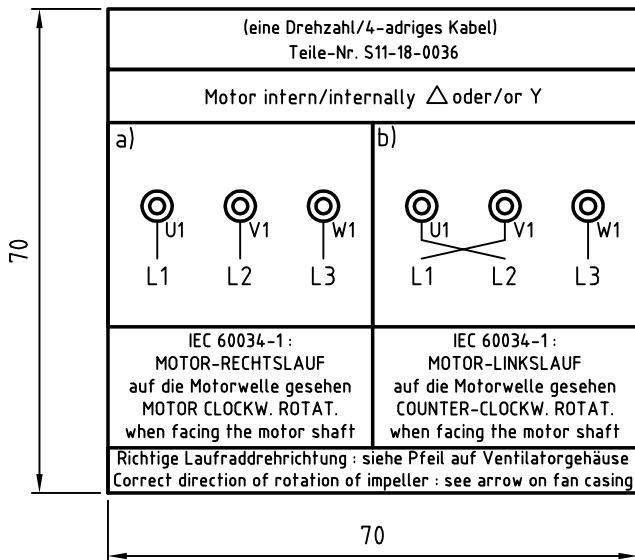 (eine Drehzahl/4-adriges Kabel)
Teile-Nr. S11-18-0036
Motor intern/internally △ oder/or Y
a)
U1 V1 W1
L1 L2 L3
b)
U1 V1 W1
L1 L2 L3
IEC 60034-1 :
MOTOR-RECHTSLAUF
auf die Motorwelle gesehen
MOTOR CLOCKW. ROTAT.
when facing the motor shaft
IEC 60034-1 :
MOTOR-LINKSLAUF
auf die Motorwelle gesehen
COUNTER-CLOCKW. ROTAT.
when facing the motor shaft
Richtige Laufraddrehrichtung : siehe Pfeil auf Ventilatorgehäuse
Correct direction of rotation of impeller : see arrow on fan casing
70
70